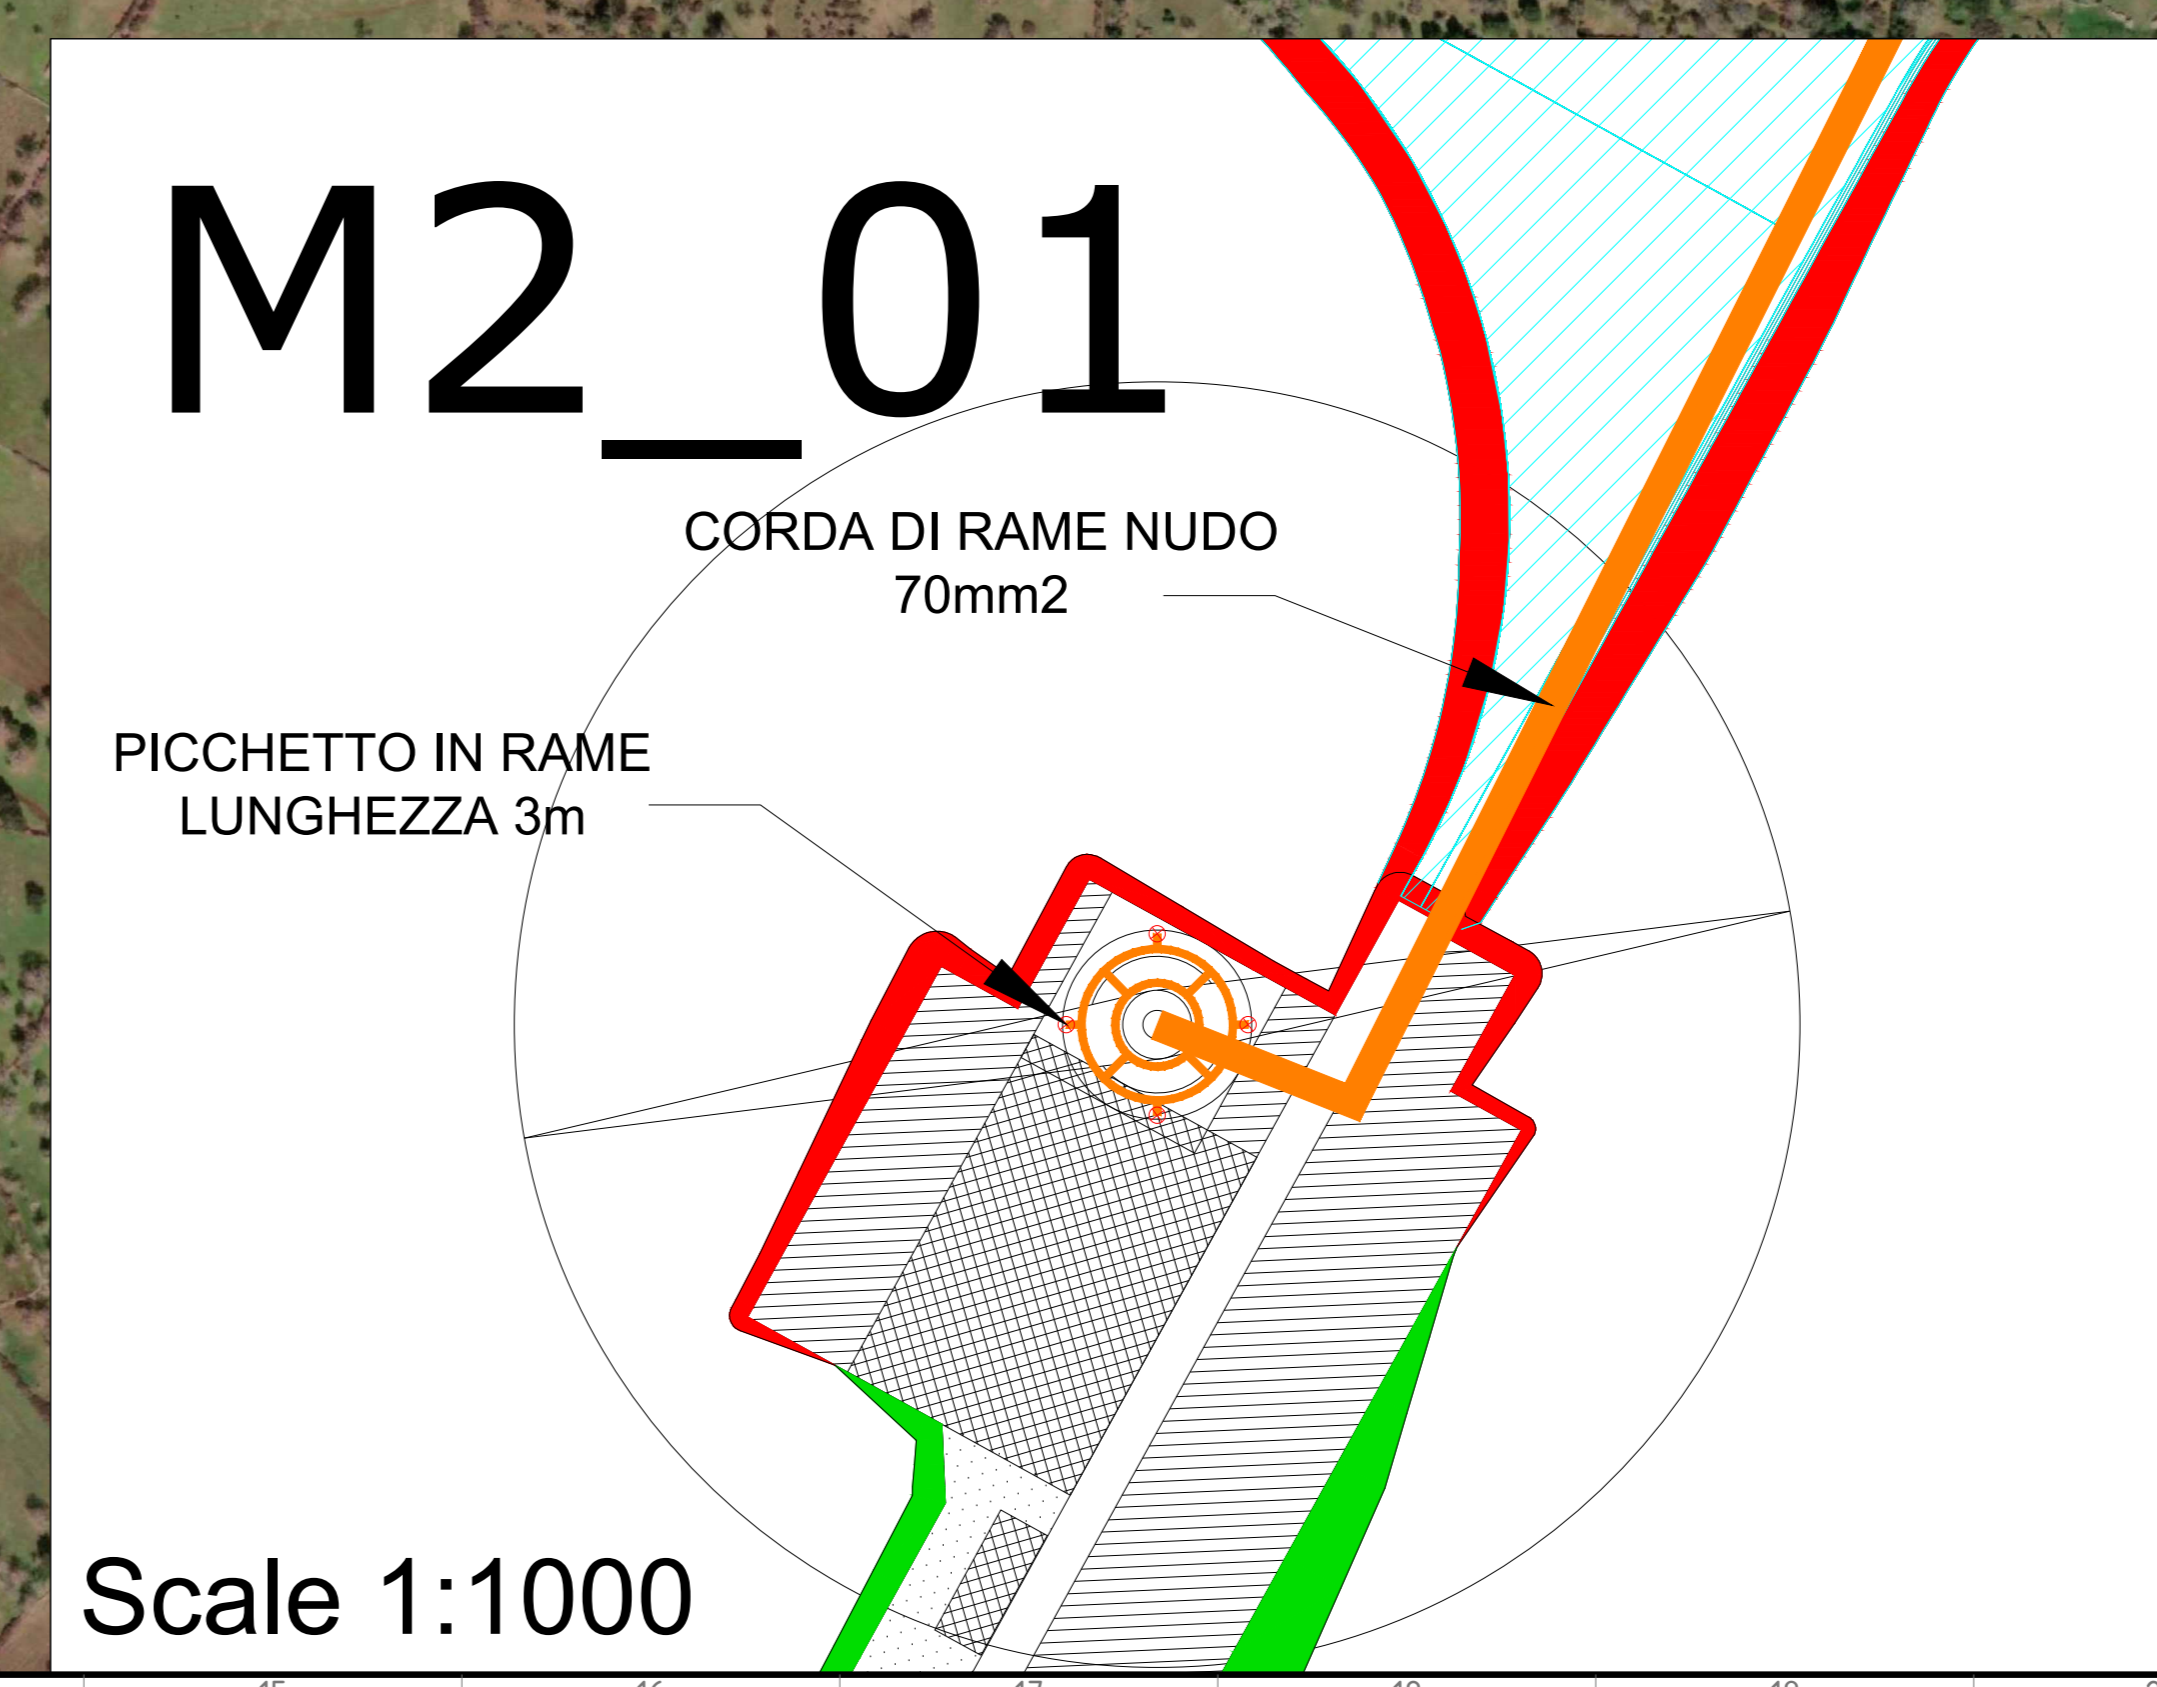 M2_01
CORDA DI RAME NUDO
70mm2
PICCHETTO IN RAME
LUNGHEZZA 3m
Scale 1:1000